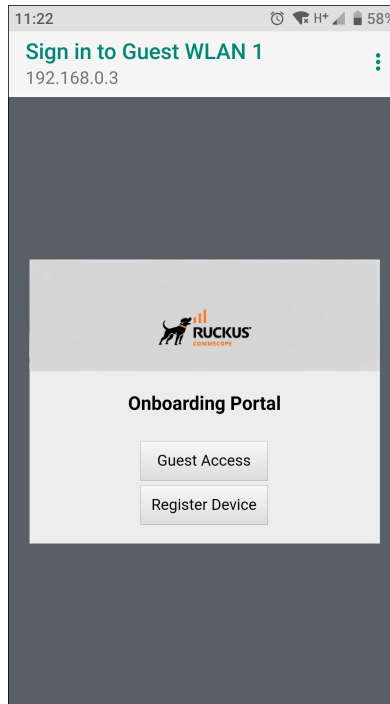 11:22 H+ 58%
Sign in to Guest WLAN 1
192.168.0.3
RUCKUS
COMMSCOPE
Onboarding Portal
Guest Access
Register Device